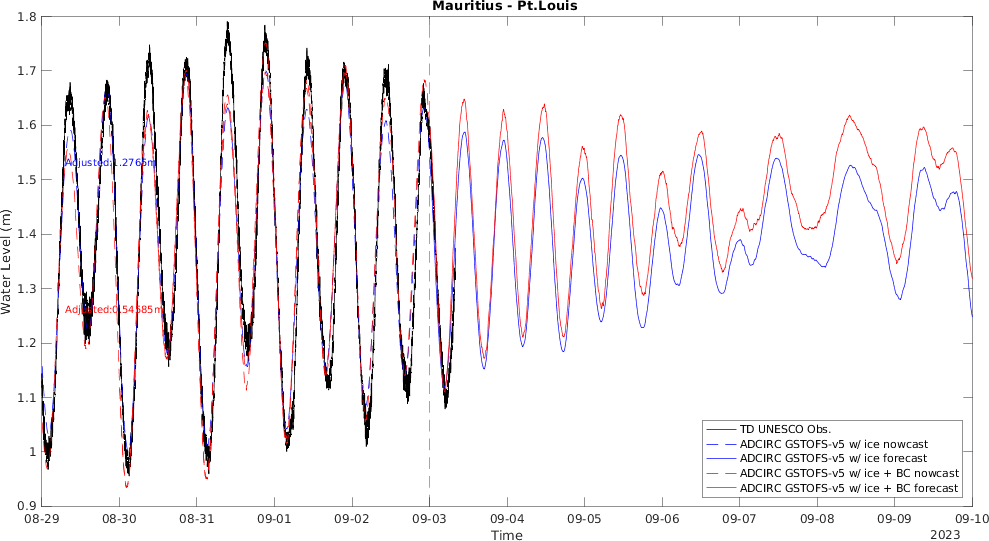 Mauritius - Pt.Louis
1.8
1.7
1.6
1.5
1.4
1.3
1.2
1.1
1
0.9
Water Level (m)
Adjusted:1.2765m
Adjusted:0.54585m
TD UNESCO Obs.
ADCIRC GSTOFS-v5 w/ ice nowcast
ADCIRC GSTOFS-v5 w/ ice forecast
ADCIRC GSTOFS-v5 w/ ice + BC nowcast
ADCIRC GSTOFS-v5 w/ ice + BC forecast
08-29 08-30 08-31 09-01 09-02 09-03 09-04 09-05 09-06 09-07 09-08 09-09 09-10
Time
2023